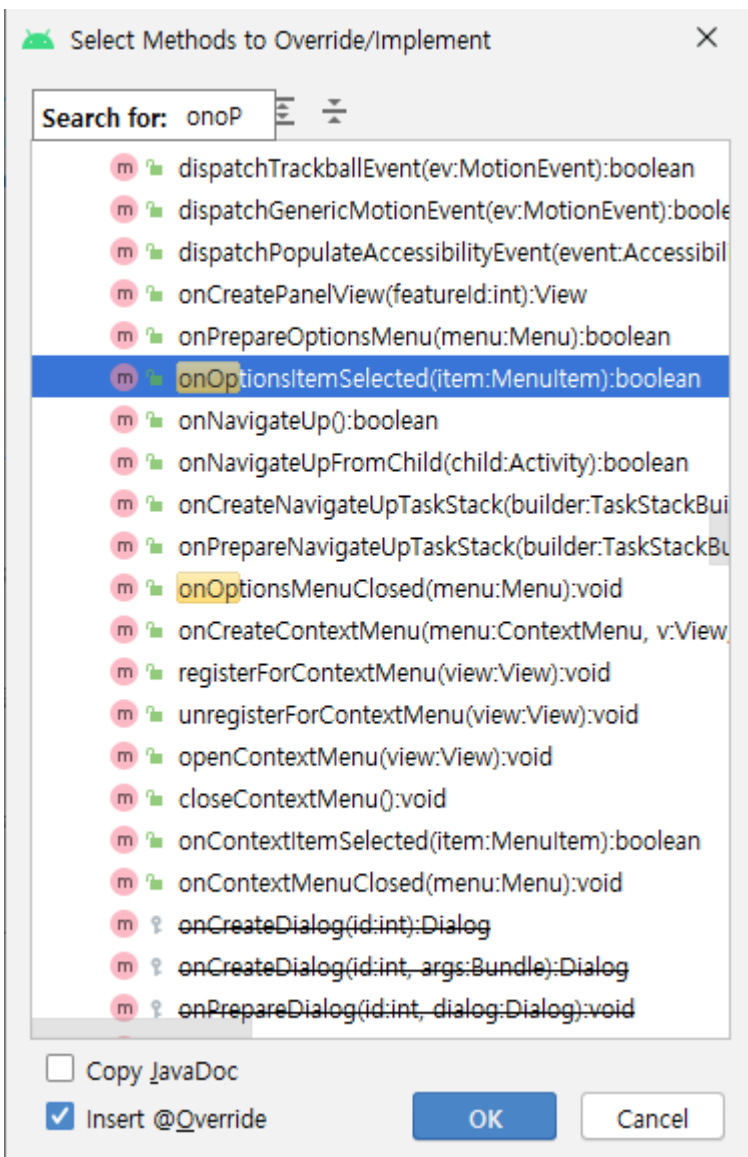 Select Methods to Override/Implement
Search for: onoP
m dispatchTrackballEvent(ev:MotionEvent):boolean
m dispatchGenericMotionEvent(ev:MotionEvent):boole
m dispatchPopulateAccessibilityEvent(event:Accessibil
m onCreatePanelView(featureId:int):View
m onPrepareOptionsMenu(menu:Menu):boolean
m onOptionsItemSelected(item:MenuItem):boolean
m onNavigateUp():boolean
m onNavigateUpFromChild(child:Activity):boolean
m onCreateNavigateUpTaskStack(builder:TaskStackBui
m onPrepareNavigateUpTaskStack(builder:TaskStackBu
m onOptionsMenuClosed(menu:Menu):void
m onCreateContextMenu(menu:ContextMenu, v:View,
m registerForContextMenu(view:View):void
m unregisterForContextMenu(view:View):void
m openContextMenu(view:View):void
m closeContextMenu():void
m onContextItemSelected(item:MenuItem):boolean
m onContextMenuClosed(menu:Menu):void
m onCreateDialog(id:int):Dialog
m onCreateDialog(id:int, args:Bundle):Dialog
m onPrepareDialog(id:int, dialog:Dialog):void
Copy JavaDoc
Insert @Override
OK Cancel